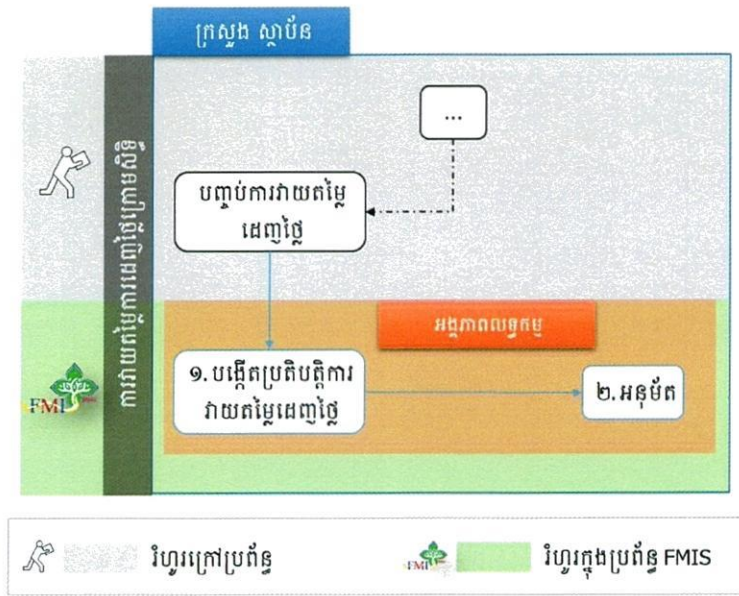 ក្រសួង ស្ថាប័ន
ការវាយតម្លៃការដេញថ្លៃក្រោមសិទ្ធិ
...
បញ្ចប់ការវាយតម្លៃ
ដេញថ្លៃ
អង្គភាពលទ្ធកម្ម
១. បង្កើតប្រតិបត្តិការ
វាយតម្លៃដេញថ្លៃ
២. អនុម័ត
FMIS
រំហូរក្រៅប្រព័ន្ធ
FMIS
រំហូរក្នុងប្រព័ន្ធ FMIS